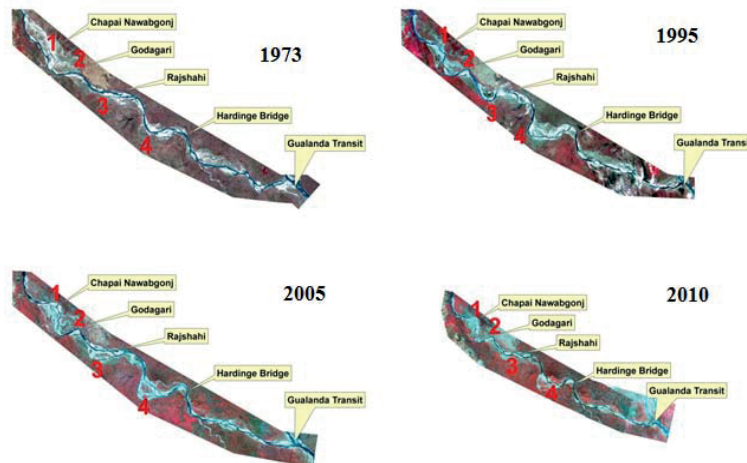 Chapai Nawabgonj
1
2
Godagari
1973
Rajshahi
3
Hardinge Bridge
4
Gualanda Transit
Chapai Nawabgonj
1
1995
2
Godagari
Rajshahi
3
Hardinge Bridge
4
Gualanda Transit
Chapai Nawabgonj
1
2005
2
Godagari
Rajshahi
3
Hardinge Bridge
4
Gualanda Transit
2010
1
Chapai Nawabgonj
2
Godagari
Rajshahi
3
Hardinge Bridge
4
Gualanda Transit